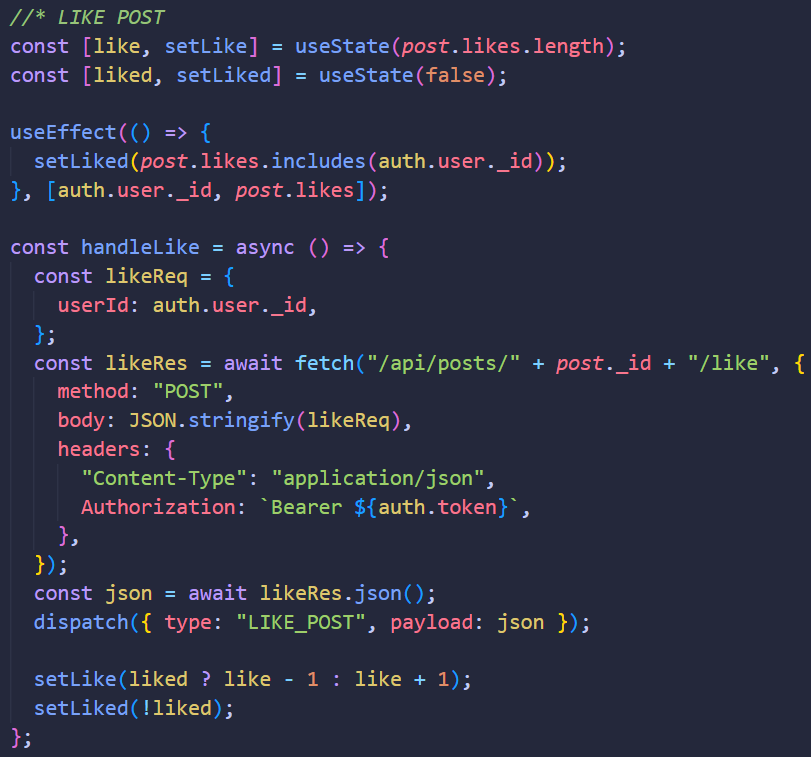 //* LIKE POST
const [like, setLike] = useState(post.likes.length);
const [liked, setLiked] = useState(false);

useEffect(() => {
  setLiked(post.likes.includes(auth.user._id));
}, [auth.user._id, post.likes]);

const handleLike = async () => {
  const likeReq = {
    userId: auth.user._id,
  };
  const likeRes = await fetch("/api/posts/" + post._id + "/like", {
    method: "POST",
    body: JSON.stringify(likeReq),
    headers: {
      "Content-Type": "application/json",
      Authorization: `Bearer ${auth.token}`,
    },
  });
  const json = await likeRes.json();
  dispatch({ type: "LIKE_POST", payload: json });

  setLike(liked ? like - 1 : like + 1);
  setLiked(!liked);
};